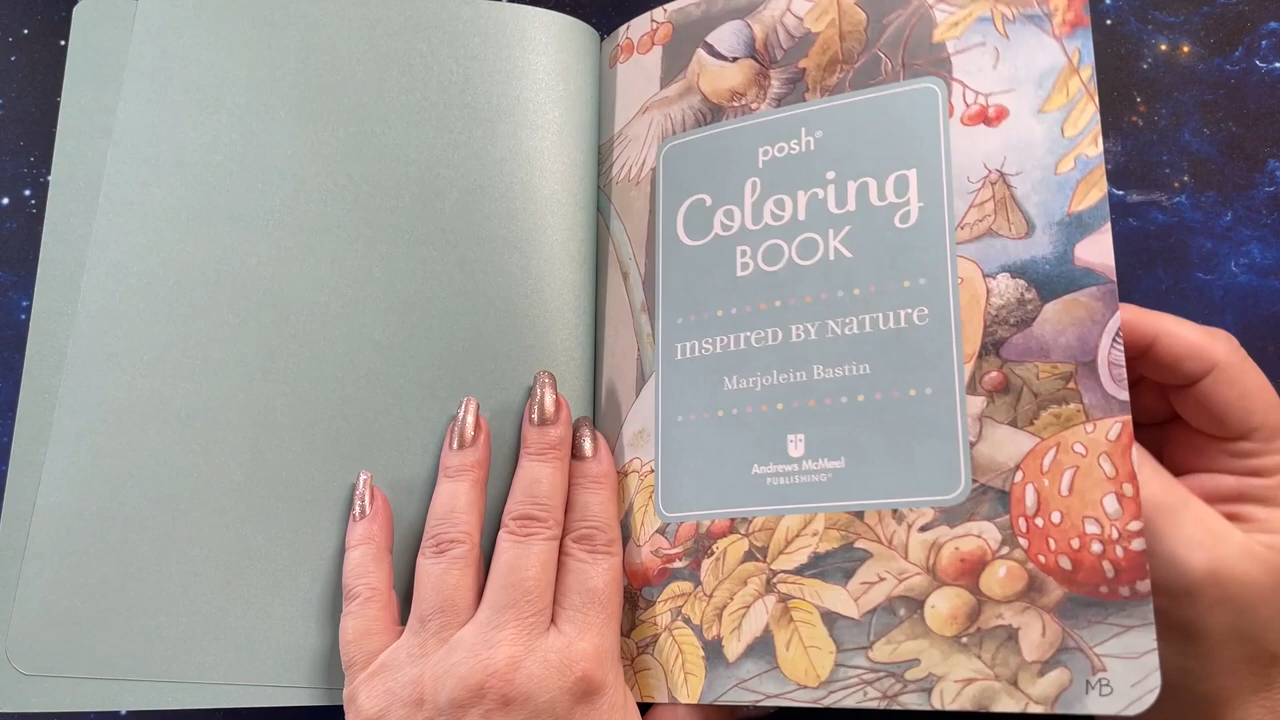 posh®
Coloring
BOOK
INSPIRED BY NATURE
Marjolein Bastin
Andrews McMeel
PUBLISHING®
MB